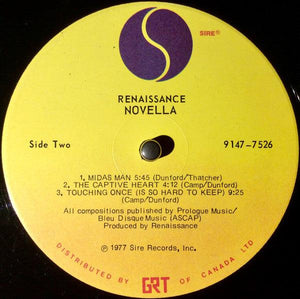 SIRE®
RENAISSANCE
NOVELLA
Side Two 9147-7526
1. MIDAS MAN 5:45 (Dunford/Thatcher)
2. THE CAPTIVE HEART 4:12 (Camp/Dunford)
3. TOUCHING ONCE (IS SO HARD TO KEEP) 9:25
(Camp/Dunford)
All compositions published by Prologue Music/
Bleu Disque Music (ASCAP)
Produced by Renaissance
℗ 1977 Sire Records, Inc.
DISTRIBUTED BY GRT OF CANADA LTD